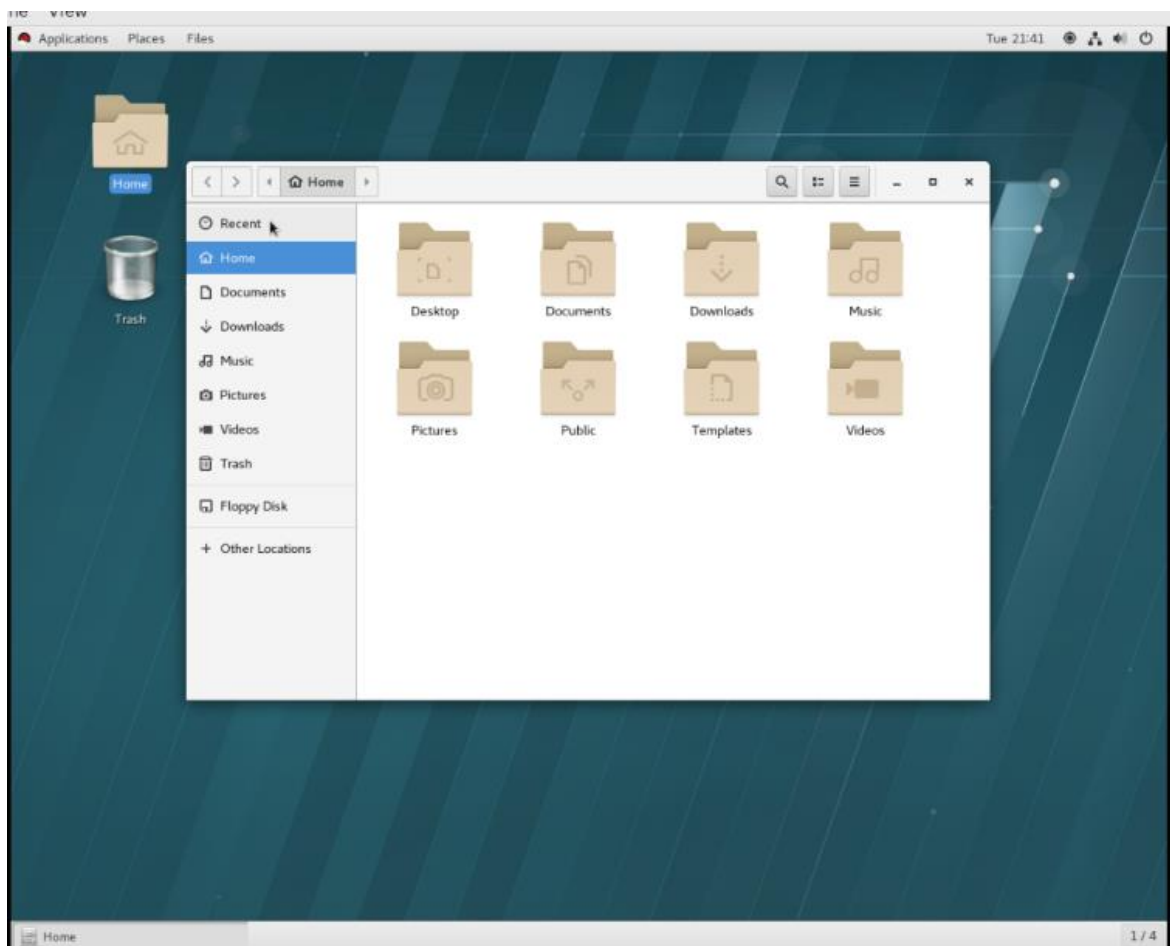 View
Applications Places Files Tue 21:41
Home
Trash
Home
Recent
Home
Documents
Downloads
Music
Pictures
Videos
Trash
Floppy Disk
+ Other Locations
Desktop Documents Downloads Music
Pictures Public Templates Videos
Home 1 / 4